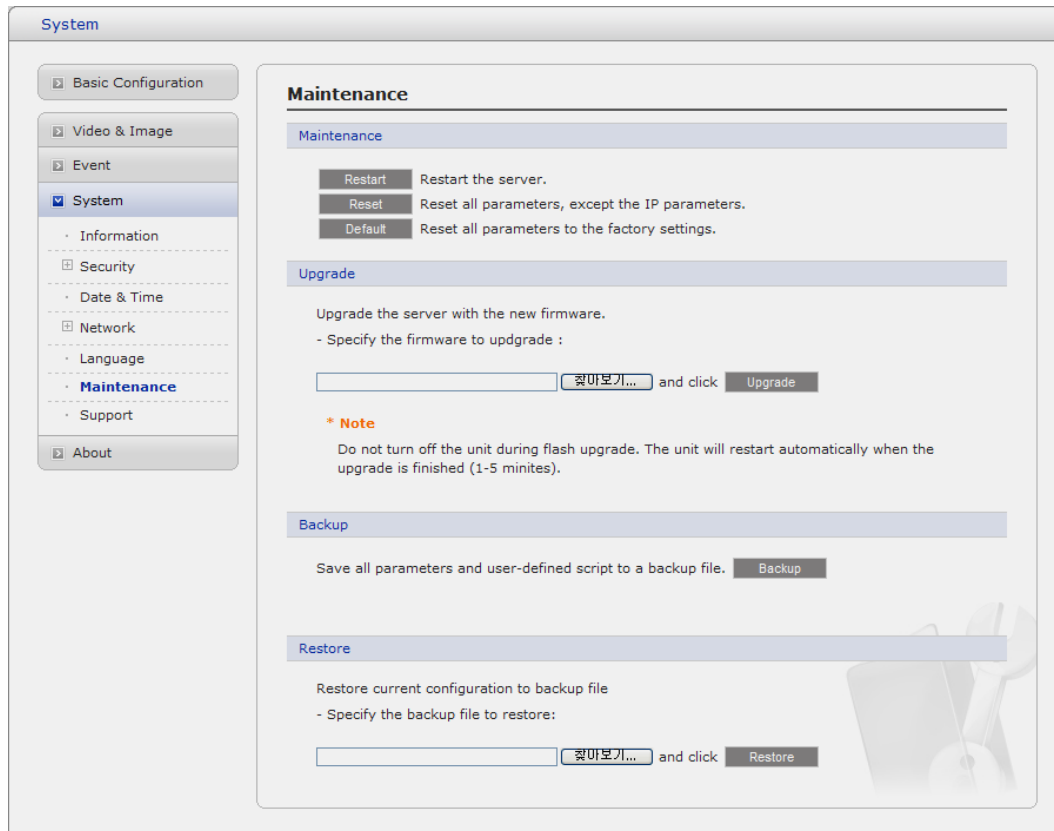 System
Basic Configuration
Video & Image
Event
System
· Information
Security
· Date & Time
Network
· Language
· Maintenance
· Support
About
Maintenance
Maintenance
Restart Restart the server.
Reset Reset all parameters, except the IP parameters.
Default Reset all parameters to the factory settings.
Upgrade
Upgrade the server with the new firmware.
- Specify the firmware to updgrade :
찾아보기... and click Upgrade
* Note
Do not turn off the unit during flash upgrade. The unit will restart automatically when the
upgrade is finished (1-5 minites).
Backup
Save all parameters and user-defined script to a backup file. Backup
Restore
Restore current configuration to backup file
- Specify the backup file to restore:
찾아보기... and click Restore